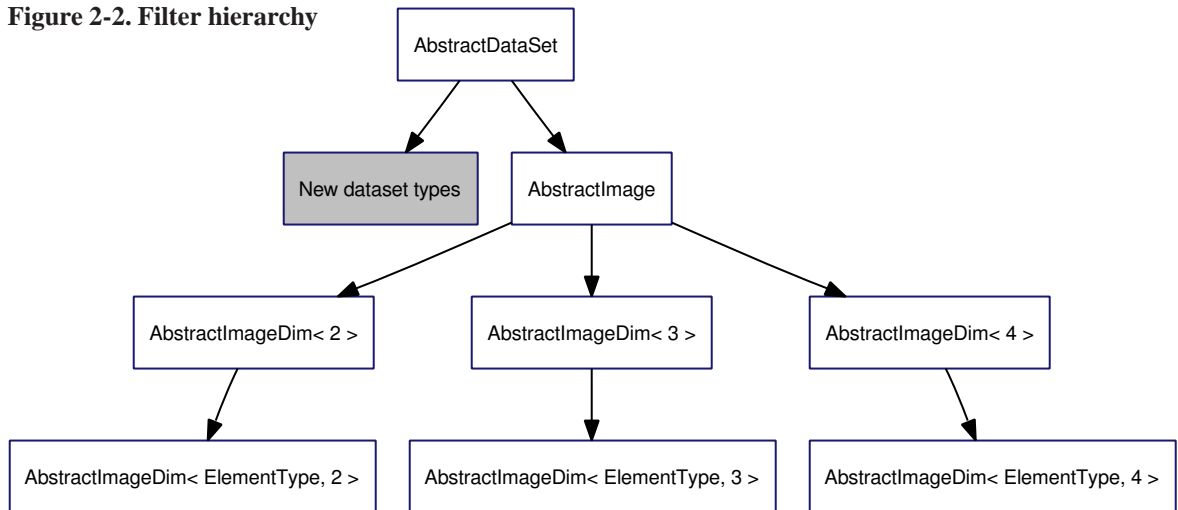 Figure 2-2. Filter hierarchy
AbstractDataSet
New dataset types
AbstractImage
AbstractImageDim< 2 >
AbstractImageDim< 3 >
AbstractImageDim< 4 >
AbstractImageDim< ElementType, 2 >
AbstractImageDim< ElementType, 3 >
AbstractImageDim< ElementType, 4 >